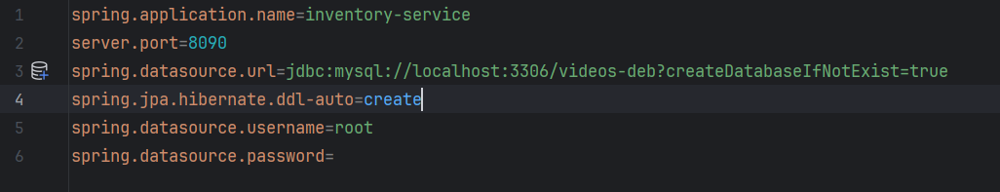 1 spring.application.name=inventory-service
2 server.port=8090
3 spring.datasource.url=jdbc:mysql://localhost:3306/videos-deb?createDatabaseIfNotExist=true
4 spring.jpa.hibernate.ddl-auto=create
5 spring.datasource.username=root
6 spring.datasource.password=